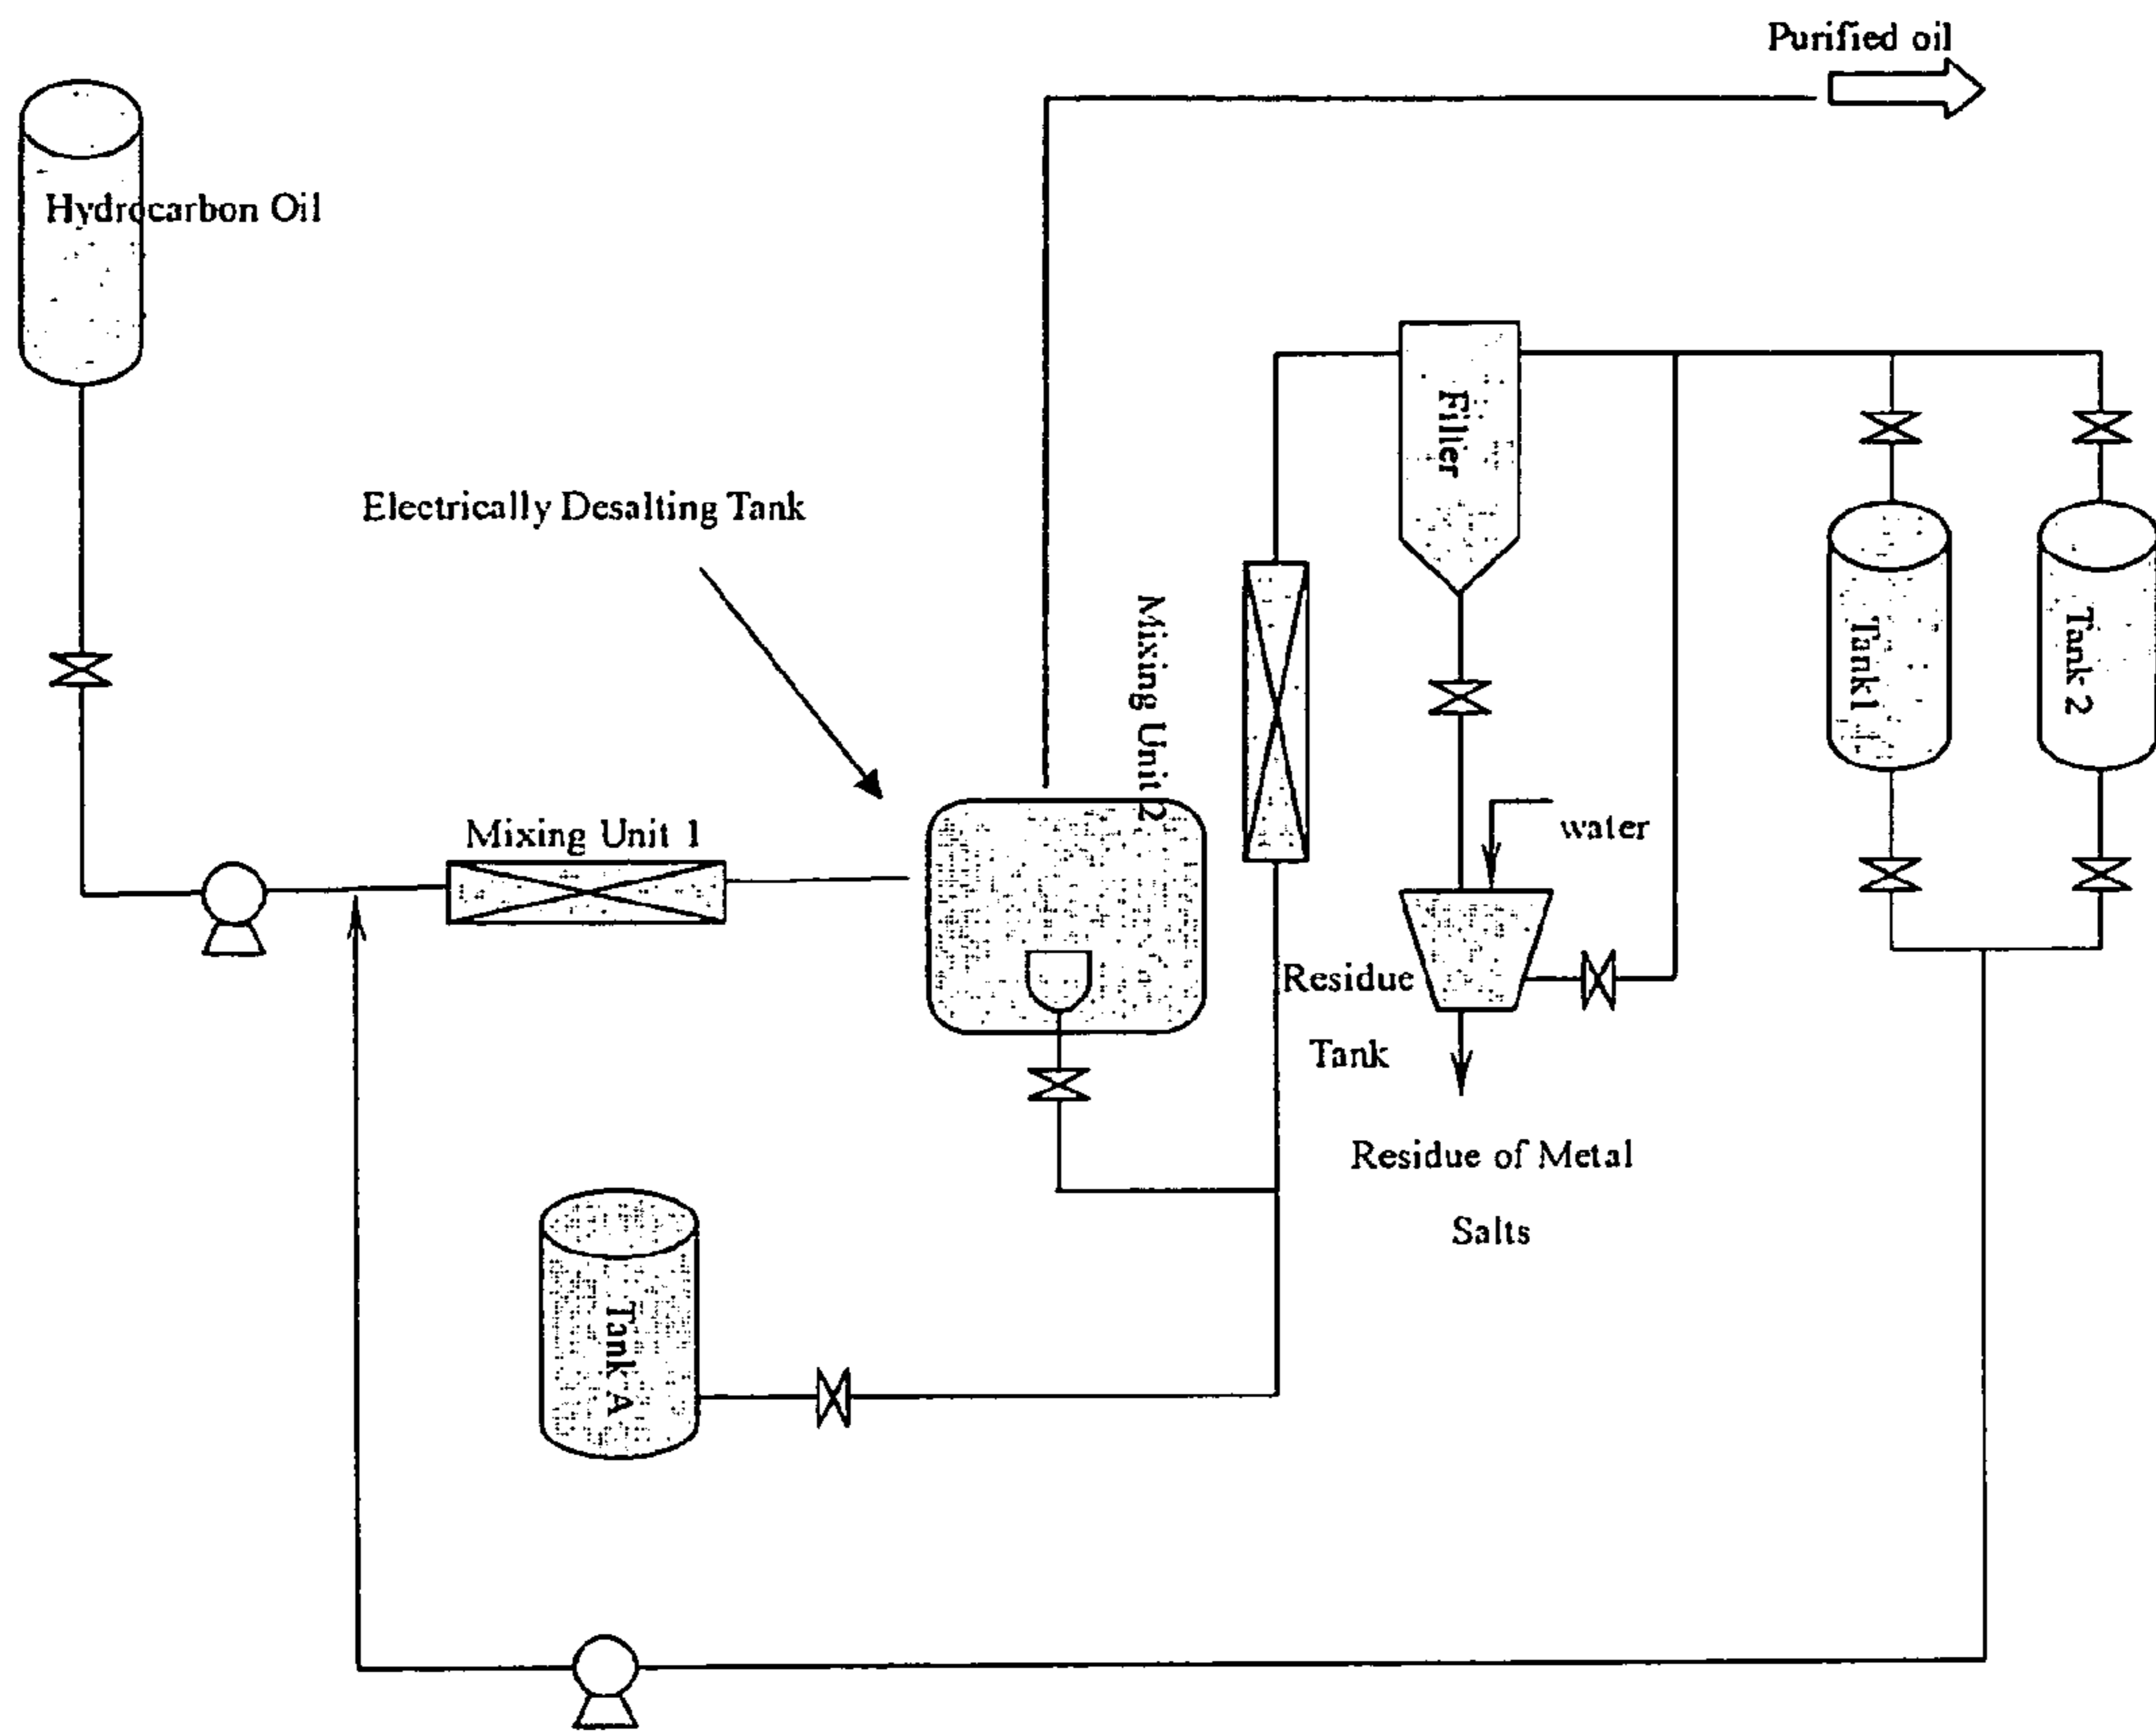 Purified oil
Hydrocarbon Oil
Filler
Electrically Desalting Tank
Mixing Unit 2
Tank1
Tank 2
water
Mixing Unit 1
Residue
Tank
Residue of Metal
Salts
Tank A